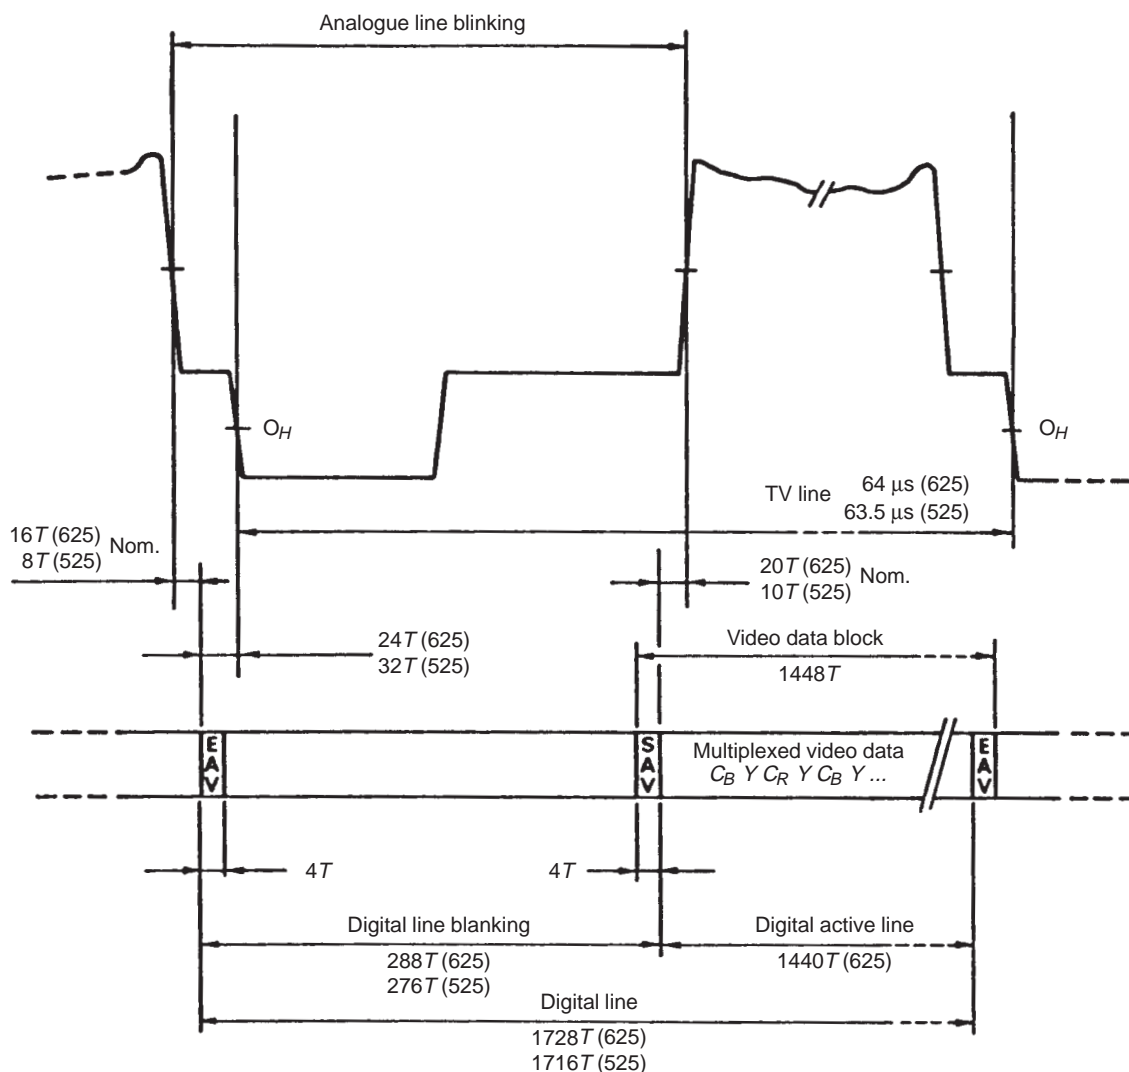 Analogue line blinking
O_H
O_H
TV line
64 µs (625)
63.5 µs (525)
16T (625)
8T (525)
Nom.
20T (625)
10T (525)
Nom.
24T (625)
32T (525)
Video data block
1448T
EAV
SAV
Multiplexed video data
C_B Y C_R Y C_B Y ...
EAV
4T
4T
Digital line blanking
288T (625)
276T (525)
Digital active line
1440T (625)
Digital line
1728T (625)
1716T (525)